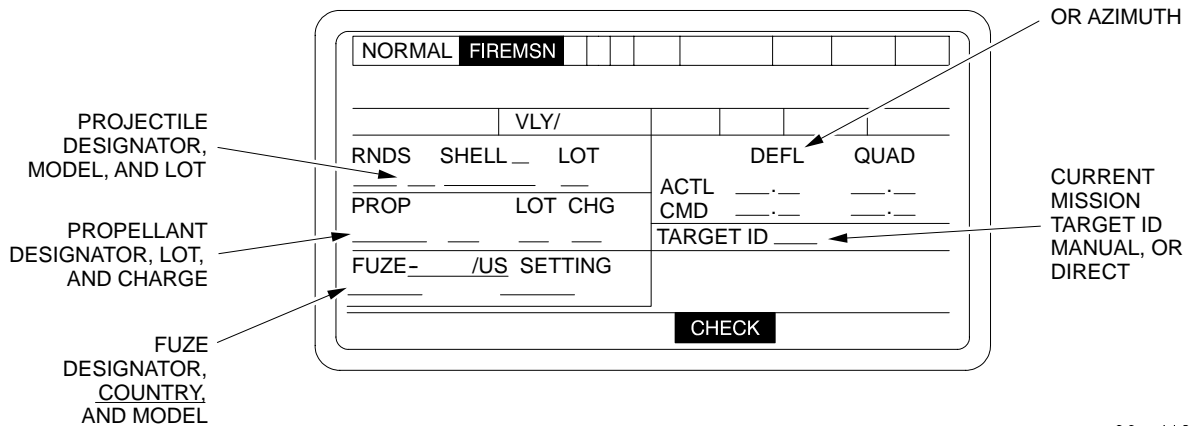 OR AZIMUTH
NORMAL FIREMSN
PROJECTILE
DESIGNATOR,
MODEL, AND LOT
VLY/
RNDS SHELL LOT
DEFL QUAD
ACTL
CMD
CURRENT
MISSION
TARGET ID
MANUAL, OR
DIRECT
PROPELLANT
DESIGNATOR, LOT,
AND CHARGE
PROP LOT CHG
TARGET ID
FUZE- /US SETTING
CHECK
FUZE
DESIGNATOR,
COUNTRY,
AND MODEL